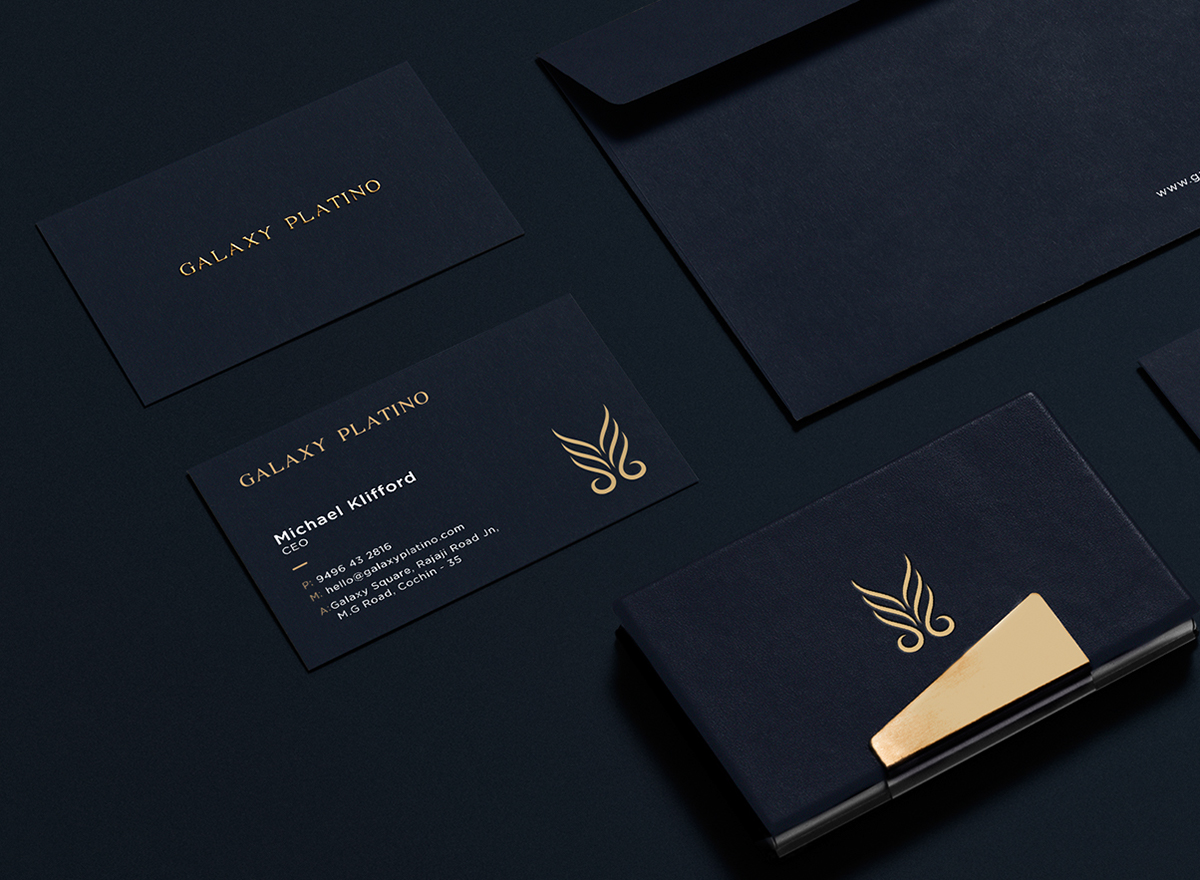 GALAXY PLATINO
GALAXY PLATINO
Michael Klifford
CEO
P: 9496 43 2816
M: hello@galaxyplatino.com
A:Galaxy Square, Rajaji Road Jn,
M.G Road, Cochin - 35
www.g